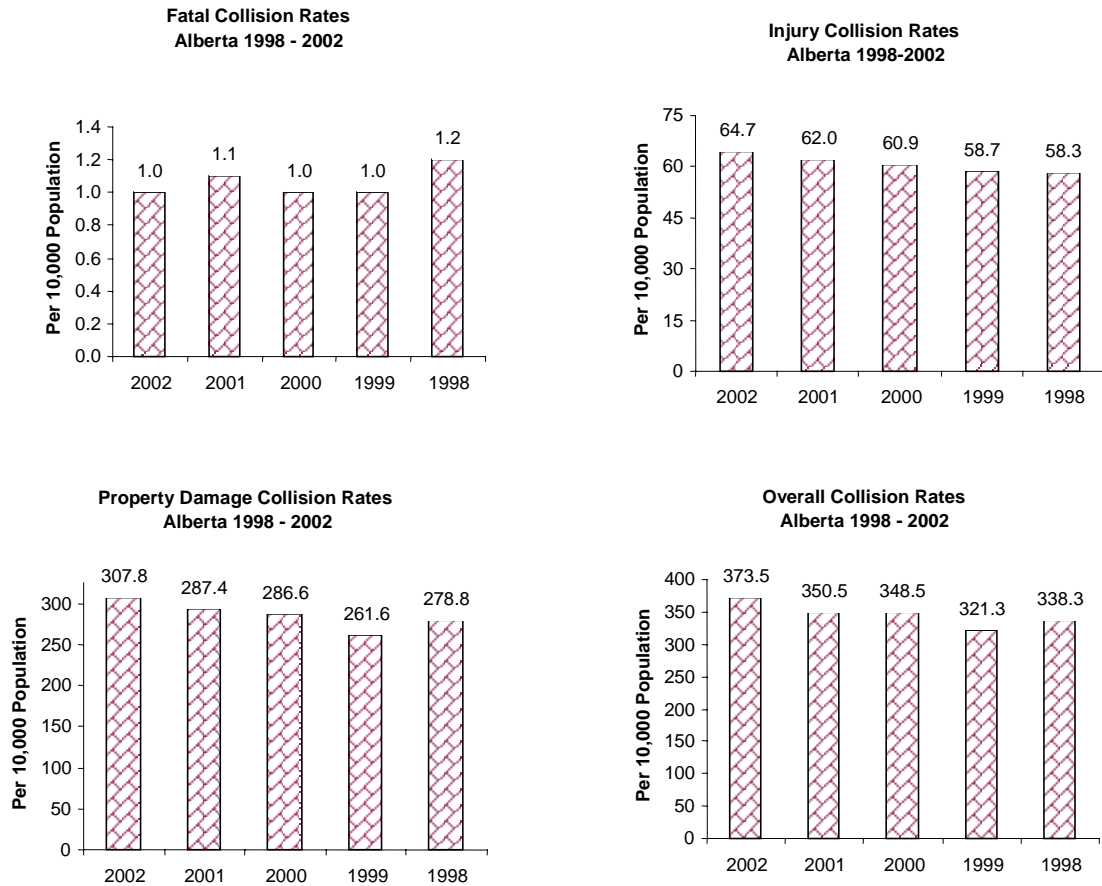 Fatal Collision Rates
Alberta 1998 - 2002
Per 10,000 Population
1.4
1.2
1.0
0.8
0.6
0.4
0.2
0.0
1.0 1.1 1.0 1.0 1.2
2002 2001 2000 1999 1998
Injury Collision Rates
Alberta 1998-2002
Per 10,000 Population
75
60
45
30
15
0
64.7 62.0 60.9 58.7 58.3
2002 2001 2000 1999 1998
Property Damage Collision Rates
Alberta 1998 - 2002
Per 10,000 Population
300
250
200
150
100
50
0
307.8 287.4 286.6 261.6 278.8
2002 2001 2000 1999 1998
Overall Collision Rates
Alberta 1998 - 2002
Per 10,000 Population
400
350
300
250
200
150
100
50
0
373.5 350.5 348.5 321.3 338.3
2002 2001 2000 1999 1998